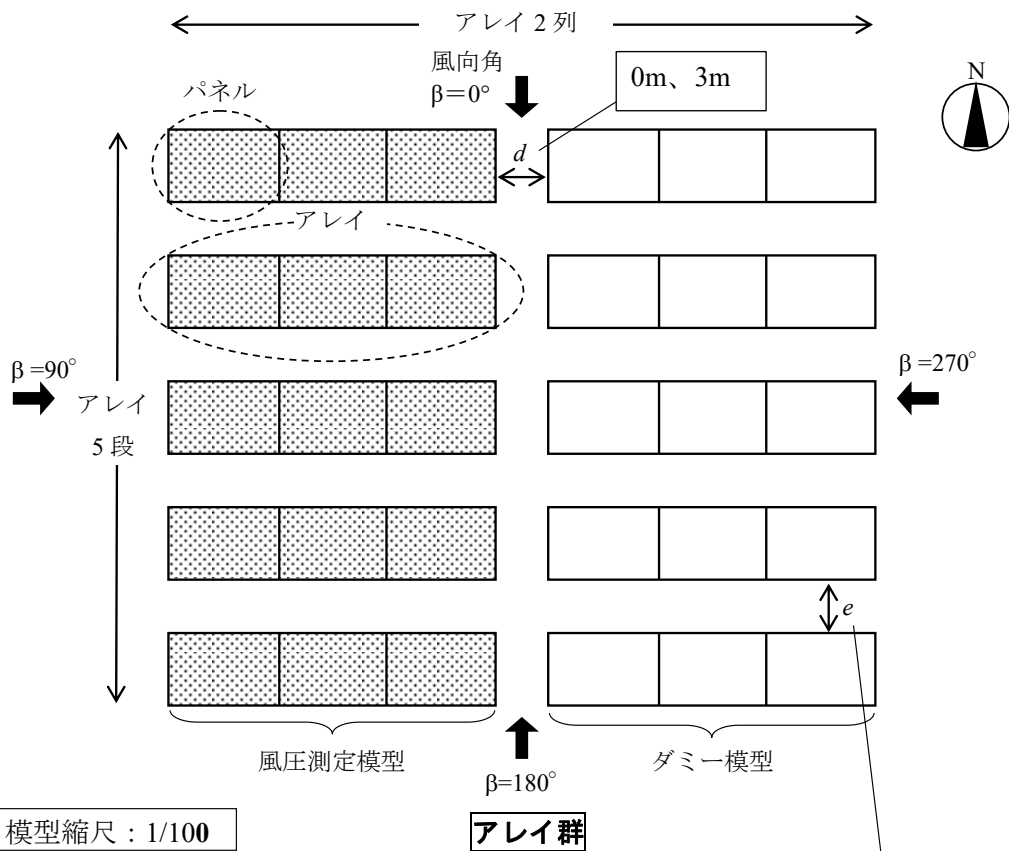 アレイ 2 列
風向角
β＝0°
0m、3m
N
パネル
d
アレイ
β =90°
β =270°
アレイ
5 段
e
風圧測定模型
ダミー模型
β=180°
模型縮尺：1/100
アレイ群